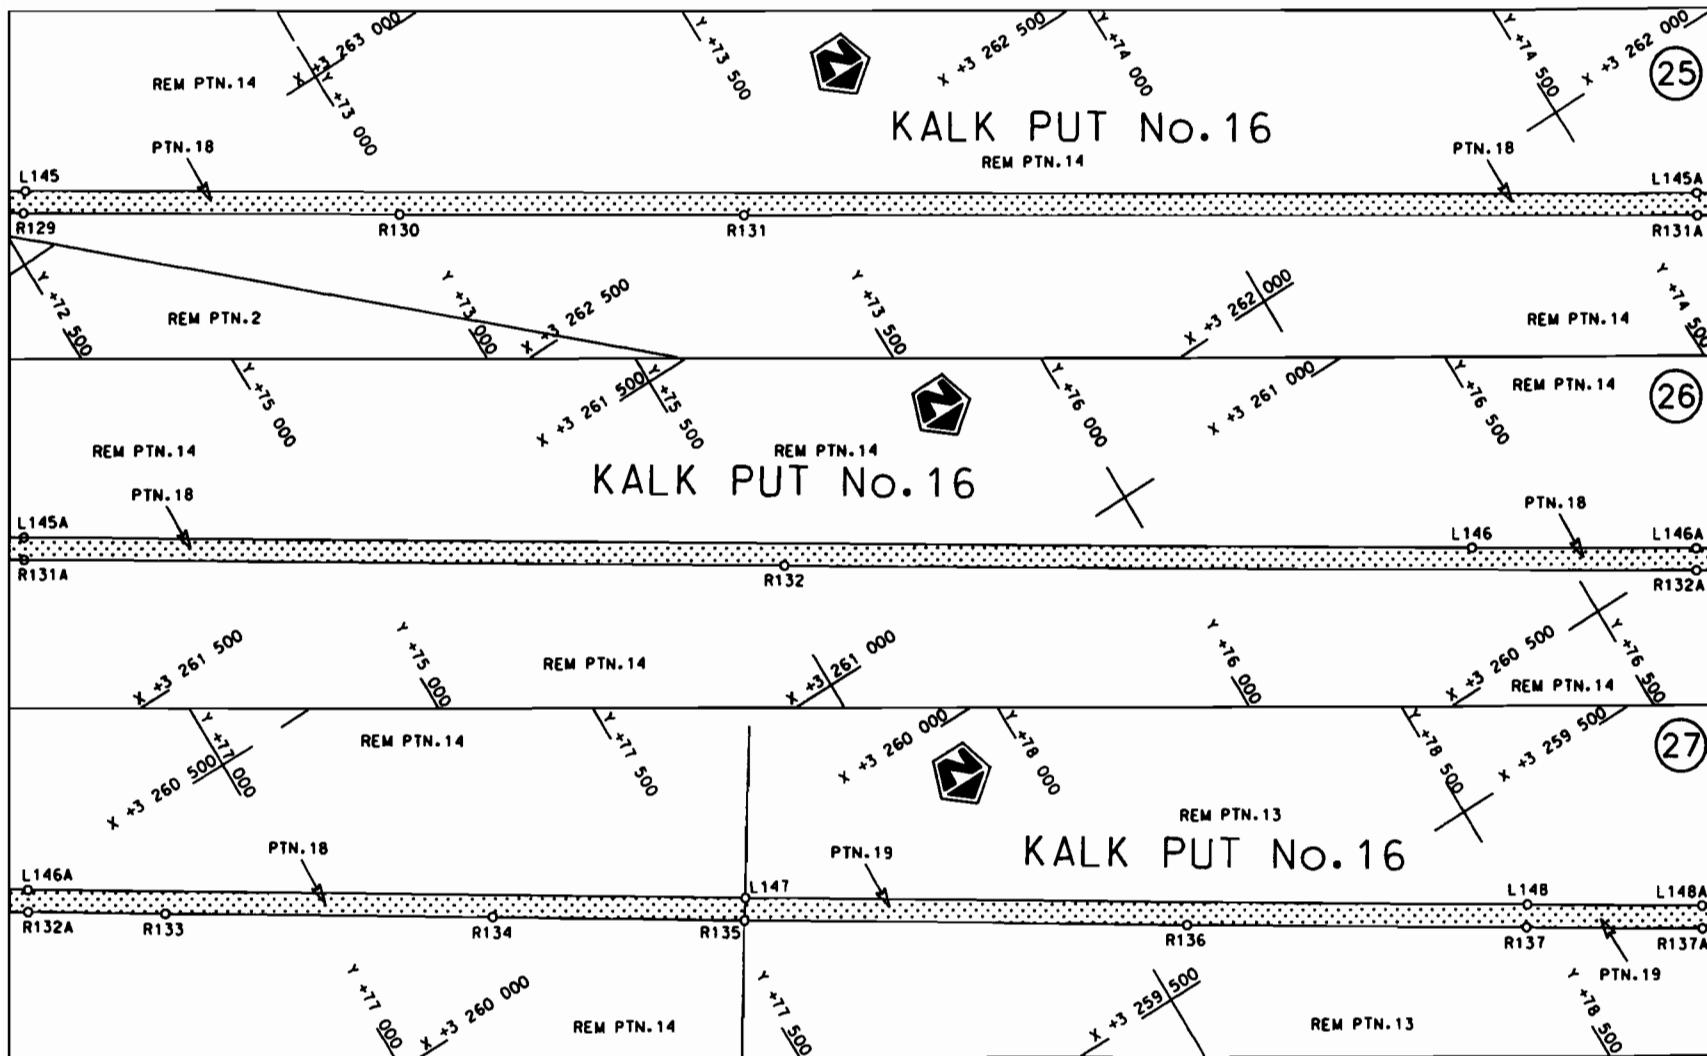 X +3 263 000
Y +73 000
Y +73 500
X +3 262 500
Y +74 000
Y +74 500
X +3 262 000
25
REM PTN.14
KALK PUT No.16
REM PTN.14
PTN.18
PTN.18
L145
L145A
R129
R130
R131
R131A
Y +72 500
REM PTN.2
Y +73 000
X +3 262 500
Y +73 500
X +3 262 000
REM PTN.14
Y +74 500
Y +75 000
X +3 261 500
Y +75 500
Y +76 000
X +3 261 000
Y +76 500
REM PTN.14
26
REM PTN.14
REM PTN.14
KALK PUT No.16
PTN.18
PTN.18
L145A
L146
L146A
R131A
R132
R132A
X +3 261 500
Y +75 000
REM PTN.14
X +3 261 000
Y +76 000
X +3 260 500
Y +76 500
REM PTN.14
X +3 260 500
Y +77 000
REM PTN.14
Y +77 500
X +3 260 000
Y +78 000
Y +78 500
X +3 259 500
27
REM PTN.13
KALK PUT No.16
PTN.18
PTN.19
L146A
L147
L148
L148A
R132A
R133
R134
R135
R136
R137
R137A
PTN.19
Y +77 000
X +3 260 000
REM PTN.14
Y +77 500
X +3 259 500
REM PTN.13
Y +78 500